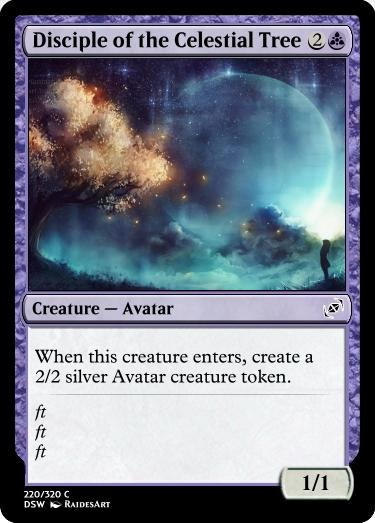 Disciple of the Celestial Tree 2
Creature — Avatar
When this creature enters, create a
2/2 silver Avatar creature token.
ft
ft
ft
1/1
220/320 C
DSW RaidesArt